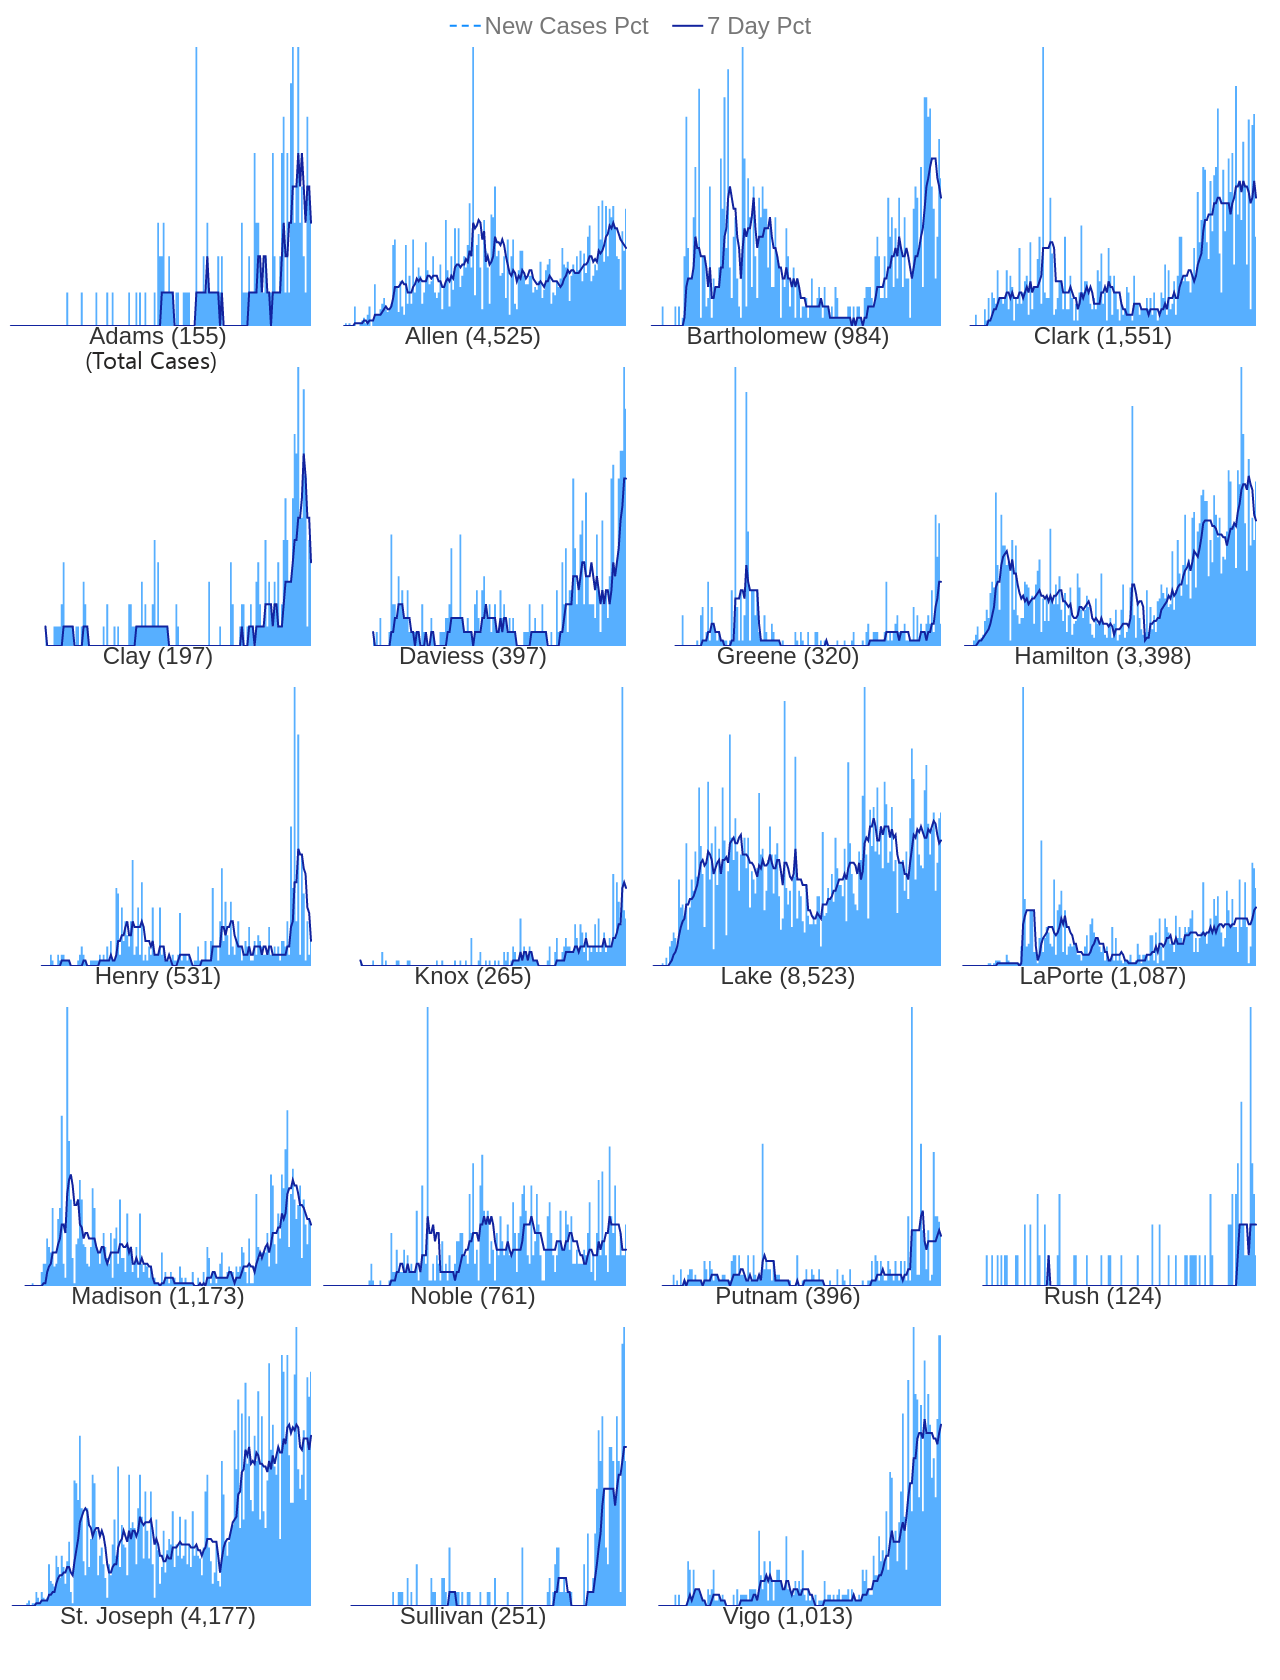 New Cases Pct 7 Day Pct
Adams (155) Allen (4,525) Bartholomew (984) Clark (1,551)
(Total Cases)
Clay (197) Daviess (397) Greene (320) Hamilton (3,398)
Henry (531) Knox (265) Lake (8,523) LaPorte (1,087)
Madison (1,173) Noble (761) Putnam (396) Rush (124)
St. Joseph (4,177) Sullivan (251) Vigo (1,013)